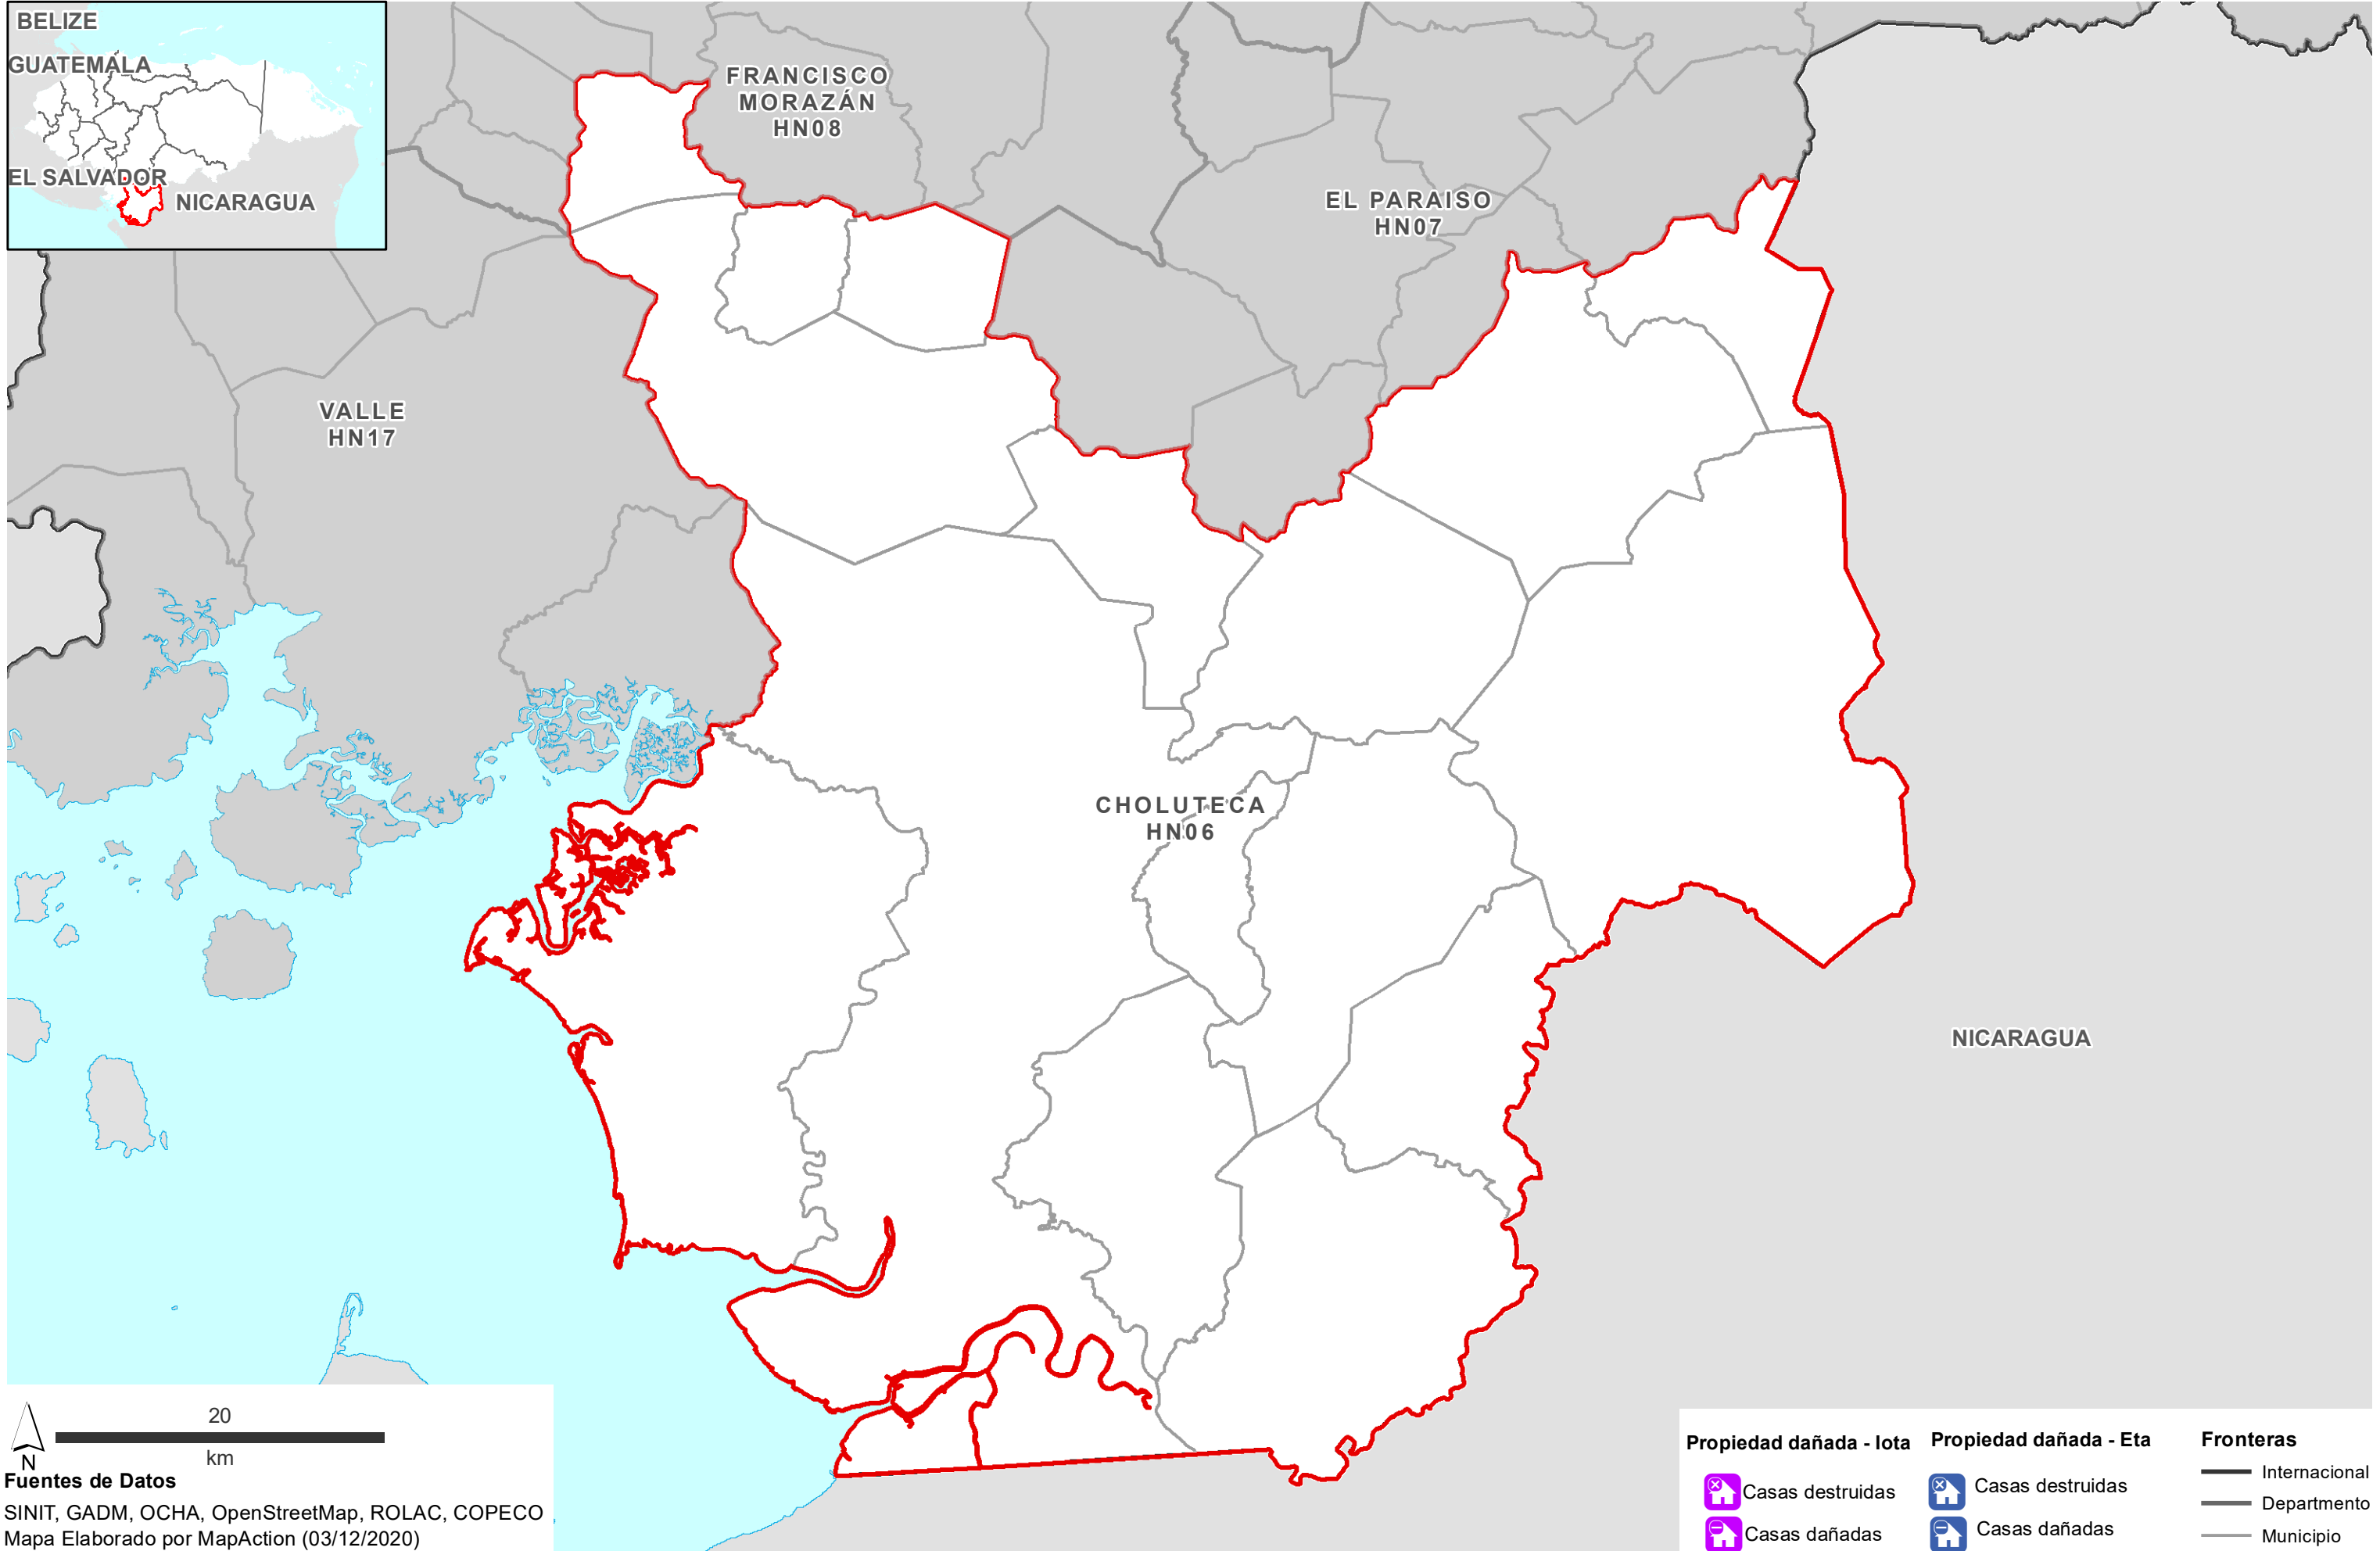 BELIZE
GUATEMALA
EL SALVADOR
NICARAGUA
FRANCISCO
MORAZÁN
HN08
EL PARAISO
HN07
VALLE
HN17
CHOLUTECA
HN06
NICARAGUA
20
km
N
Fuentes de Datos
SINIT, GADM, OCHA, OpenStreetMap, ROLAC, COPECO
Mapa Elaborado por MapAction (03/12/2020)
Propiedad dañada - Iota
Casas destruidas
Casas dañadas
Propiedad dañada - Eta
Casas destruidas
Casas dañadas
Fronteras
Internacional
Departmento
Municipio